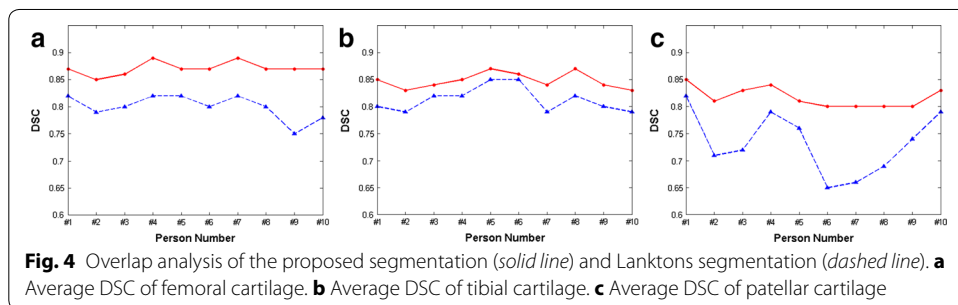 a
b
c
0.9
0.85
0.8
0.75
0.7
0.65
0.6
DSC
#1 #2 #3 #4 #5 #6 #7 #8 #9 #10
Person Number
0.9
0.85
0.8
0.75
0.7
0.65
0.6
DSC
#1 #2 #3 #4 #5 #6 #7 #8 #9 #10
Person Number
0.9
0.85
0.8
0.75
0.7
0.65
0.6
DSC
#1 #2 #3 #4 #5 #6 #7 #8 #9 #10
Person Number
Fig. 4 Overlap analysis of the proposed segmentation (solid line) and Lanktons segmentation (dashed line). a
Average DSC of femoral cartilage. b Average DSC of tibial cartilage. c Average DSC of patellar cartilage